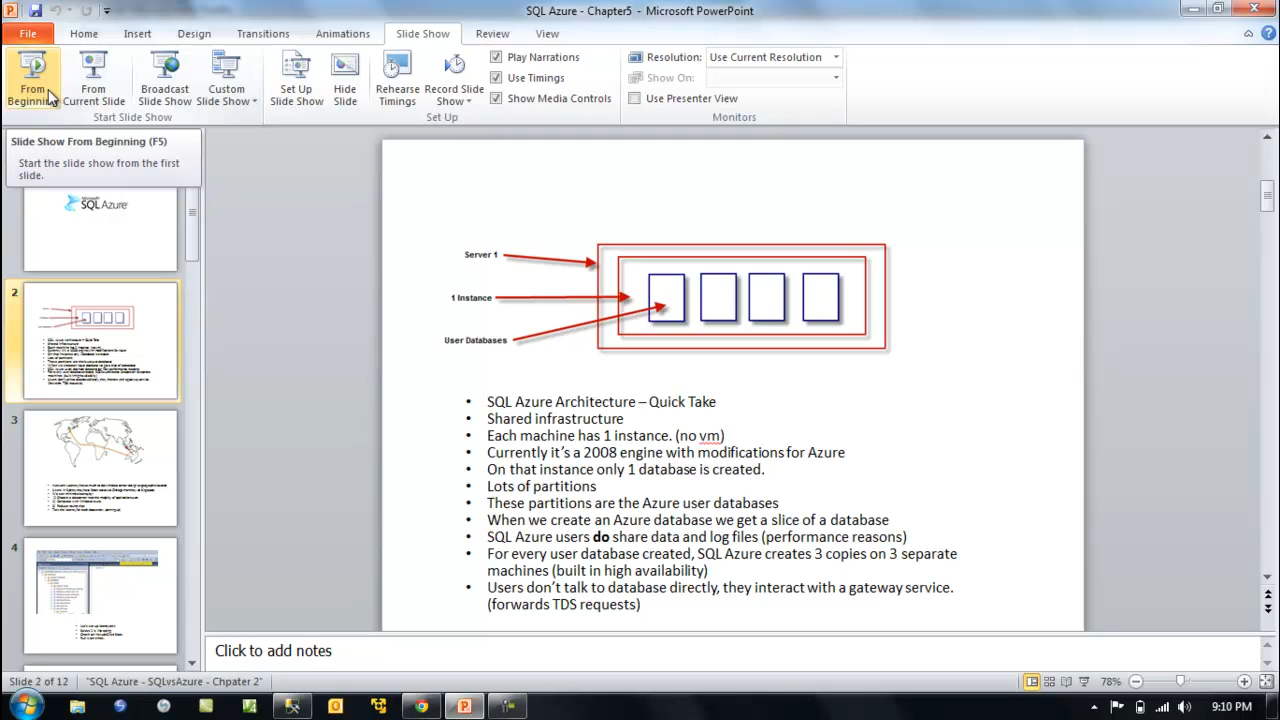 SQL Azure - Chapter5 - Microsoft PowerPoint
File Home Insert Design Transitions Animations Slide Show Review View
From Beginning
From Current Slide
Broadcast Slide Show
Custom Slide Show
Set Up Slide Show
Hide Slide
Rehearse Timings
Record Slide Show
Play Narrations
Use Timings
Show Media Controls
Resolution: Use Current Resolution
Show On:
Use Presenter View
Start Slide Show
Set Up
Monitors
Slide Show From Beginning (F5)
Start the slide show from the first
slide.
Microsoft
SQL Azure
2
3
4
Server 1
1 Instance
User Databases
• SQL Azure Architecture – Quick Take
• Shared infrastructure
• Each machine has 1 instance. (no vm)
• Currently it's a 2008 engine with modifications for Azure
• On that instance only 1 database is created.
• Lots of partitions
• These partitions are the Azure user databases
• When we create an Azure database we get a slice of a database
• SQL Azure users do share data and log files (performance reasons)
• For every user database created, SQL Azure creates 3 copies on 3 separate
machines (built in high availability)
• Users don't talk to database directly, they interact with a gateway service.
(forwards TDS requests)
Click to add notes
Slide 2 of 12 "SQL Azure - SQLvsAzure - Chpater 2" 78%
9:10 PM